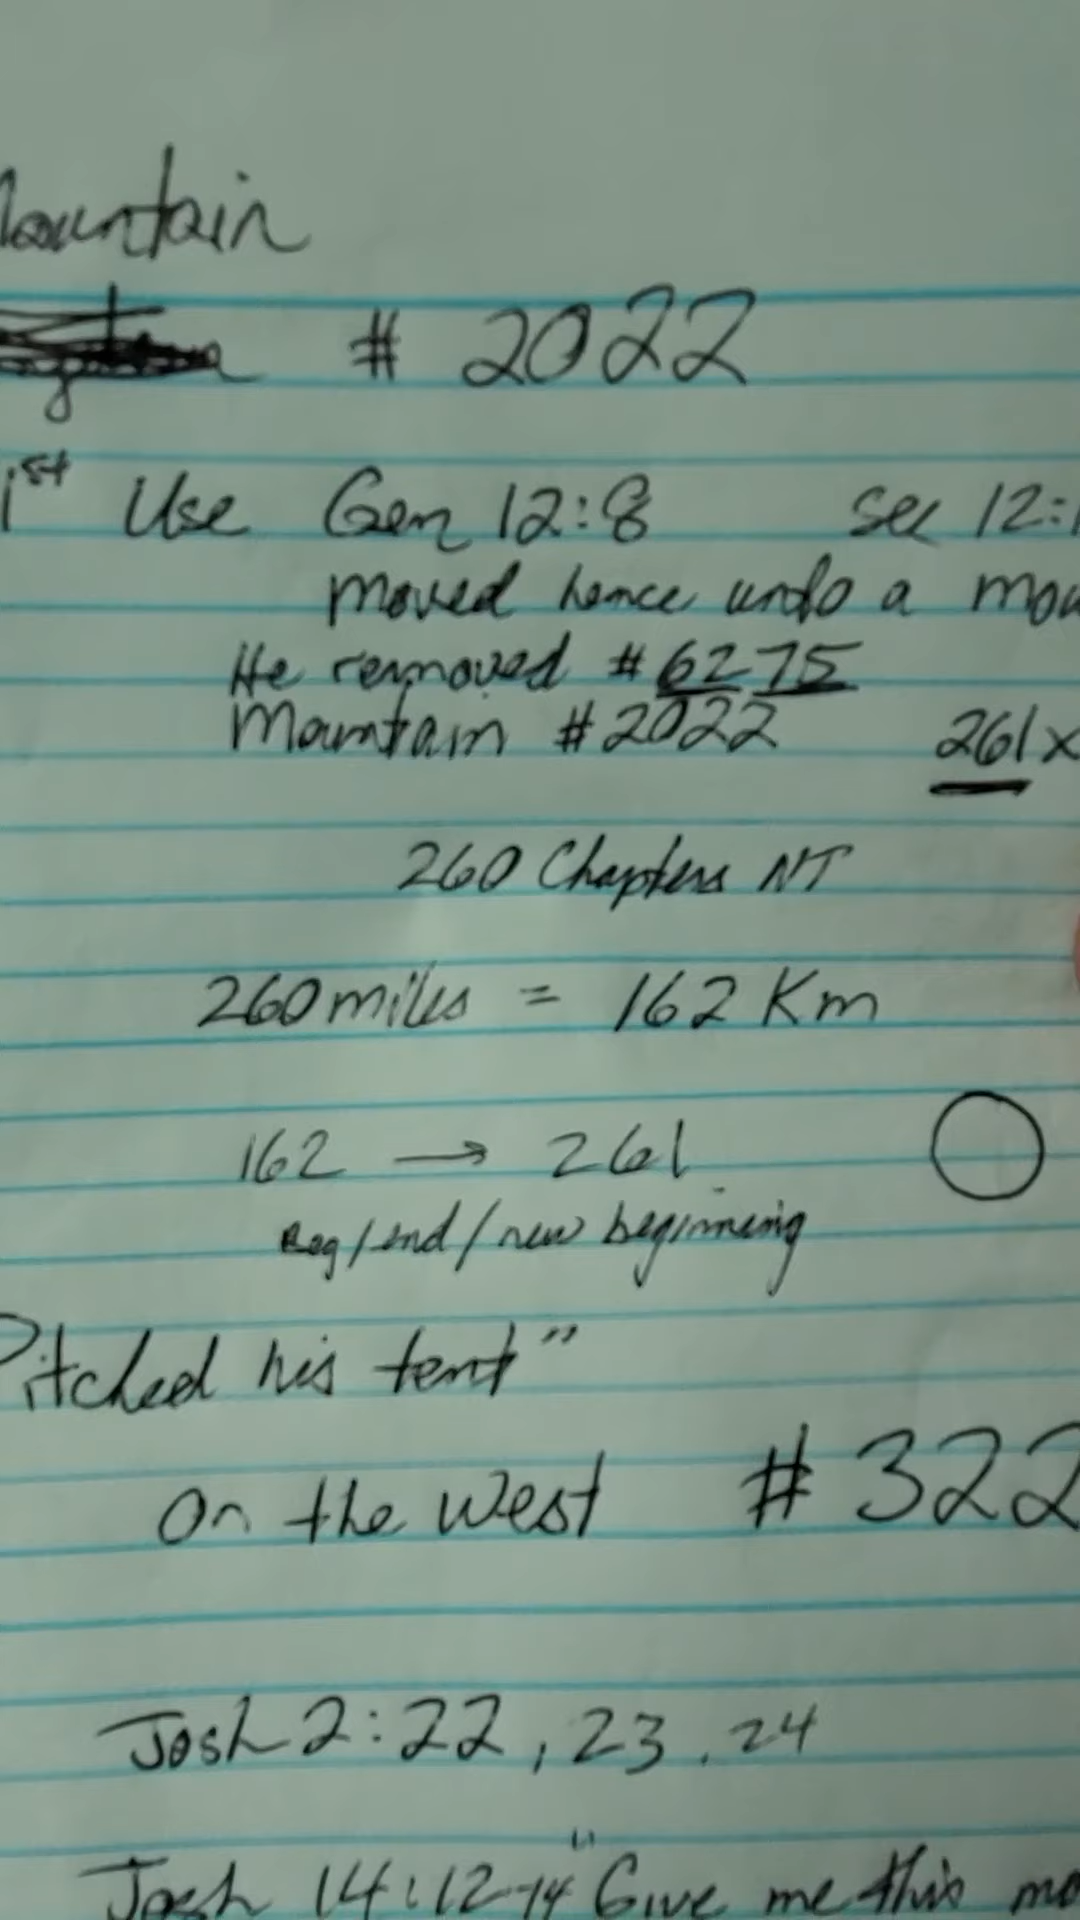 Mountain
# 2022
1st Use Gen 12:8 see 12:
moved hence unto a mou
He removed # 6275
Mountain # 2022 261x
260 Chapters NT
260 miles = 162 Km
162 → 261
Beg/end/new beginning
Pitched his tent"
on the west # 322
Josh 2:22, 23, 24
Josh 14:12-14 "Give me this mo